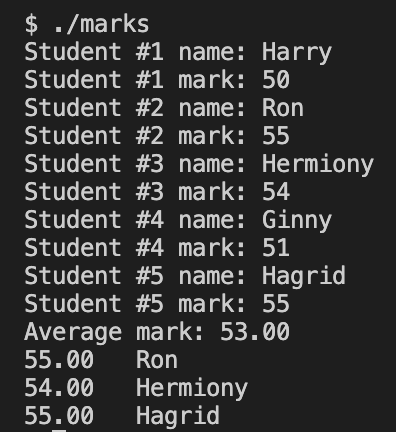 $ ./marks
Student #1 name: Harry
Student #1 mark: 50
Student #2 name: Ron
Student #2 mark: 55
Student #3 name: Hermiony
Student #3 mark: 54
Student #4 name: Ginny
Student #4 mark: 51
Student #5 name: Hagrid
Student #5 mark: 55
Average mark: 53.00
55.00   Ron
54.00   Hermiony
55.00   Hagrid